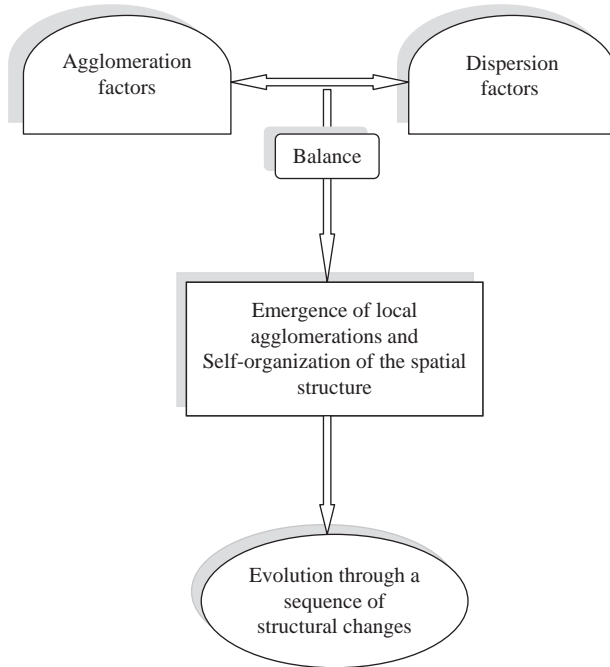 Agglomeration
factors
Dispersion
factors
Balance
Emergence of local
agglomerations and
Self-organization of the spatial
structure
Evolution through a
sequence of
structural changes